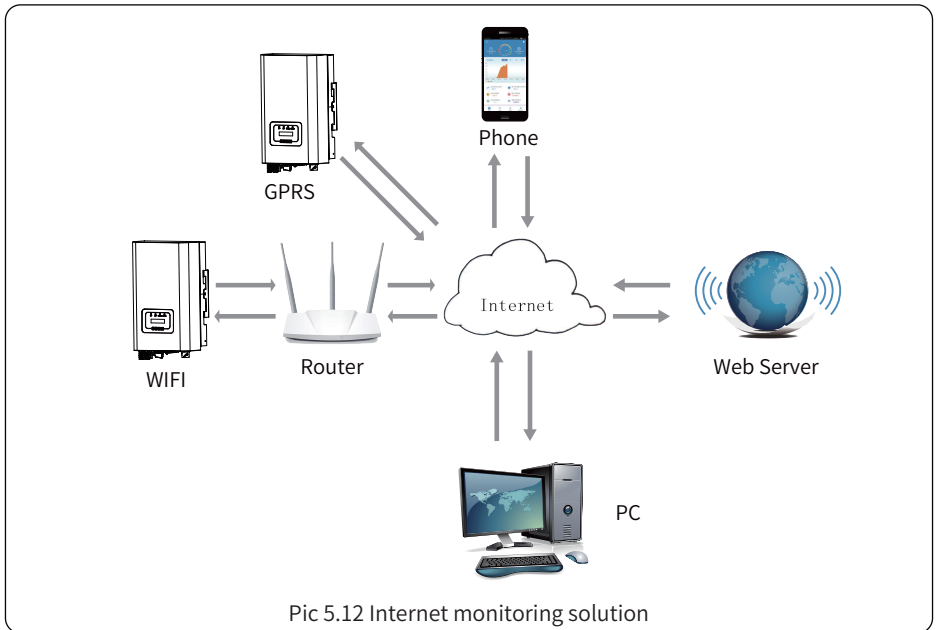 Phone
GPRS
Internet
WIFI
Router
Web Server
PC
Pic 5.12 Internet monitoring solution